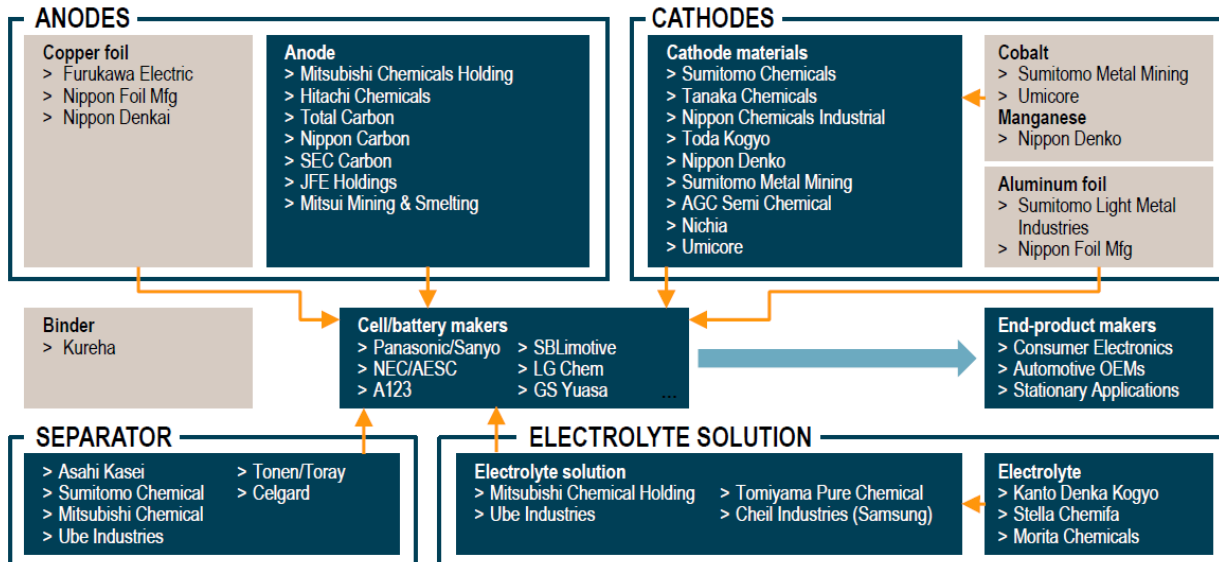 ANODES
Copper foil
> Furukawa Electric
> Nippon Foil Mfg
> Nippon Denkai
Anode
> Mitsubishi Chemicals Holding
> Hitachi Chemicals
> Total Carbon
> Nippon Carbon
> SEC Carbon
> JFE Holdings
> Mitsui Mining & Smelting
CATHODES
Cathode materials
> Sumitomo Chemicals
> Tanaka Chemicals
> Nippon Chemicals Industrial
> Toda Kogyo
> Nippon Denko
> Sumitomo Metal Mining
> AGC Semi Chemical
> Nichia
> Umicore
Cobalt
> Sumitomo Metal Mining
> Umicore
Manganese
> Nippon Denko
Aluminum foil
> Sumitomo Light Metal
Industries
> Nippon Foil Mfg
Binder
> Kureha
Cell/battery makers
> Panasonic/Sanyo
> NEC/AESC
> A123
> SBLimotive
> LG Chem
> GS Yuasa
...
End-product makers
> Consumer Electronics
> Automotive OEMs
> Stationary Applications
SEPARATOR
> Asahi Kasei
> Sumitomo Chemical
> Mitsubishi Chemical
> Ube Industries
> Tonen/Toray
> Celgard
ELECTROLYTE SOLUTION
Electrolyte solution
> Mitsubishi Chemical Holding
> Ube Industries
> Tomiyama Pure Chemical
> Cheil Industries (Samsung)
Electrolyte
> Kanto Denka Kogyo
> Stella Chemifa
> Morita Chemicals